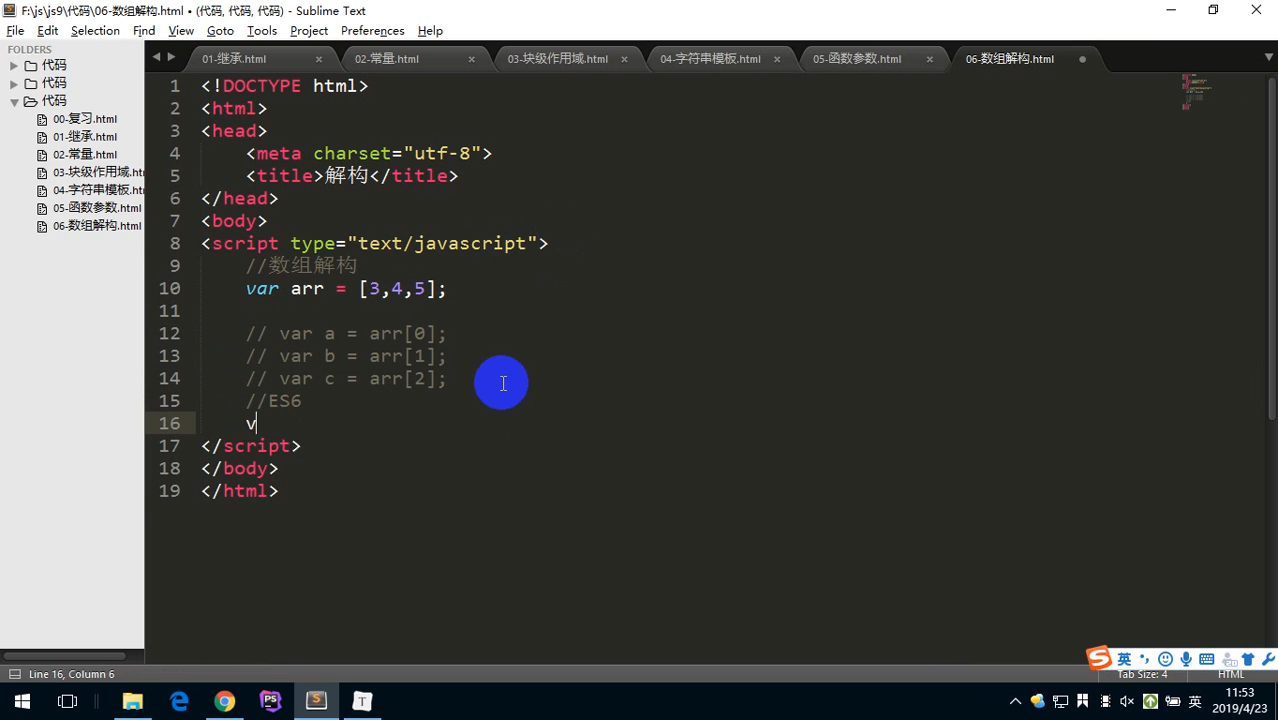 F:\js\js9\代码\06-数组解构.html • (代码, 代码, 代码) - Sublime Text
File Edit Selection Find View Goto Tools Project Preferences Help
FOLDERS
代码
代码
代码
00-复习.html
01-继承.html
02-常量.html
03-块级作用域.ht
04-字符串模板.ht
05-函数参数.html
06-数组解构.html
01-继承.html × 02-常量.html × 03-块级作用域.html × 04-字符串模板.html × 05-函数参数.html × 06-数组解构.html
1 <!DOCTYPE html>
2 <html>
3 <head>
4 <meta charset="utf-8">
5 <title>解构</title>
6 </head>
7 <body>
8 <script type="text/javascript">
9 //数组解构
10 var arr = [3,4,5];
11
12 // var a = arr[0];
13 // var b = arr[1];
14 // var c = arr[2];
15 //ES6
16 v
17 </script>
18 </body>
19 </html>
Line 16, Column 6
Tab Size: 4 HTML
英
英
11:53
2019/4/23